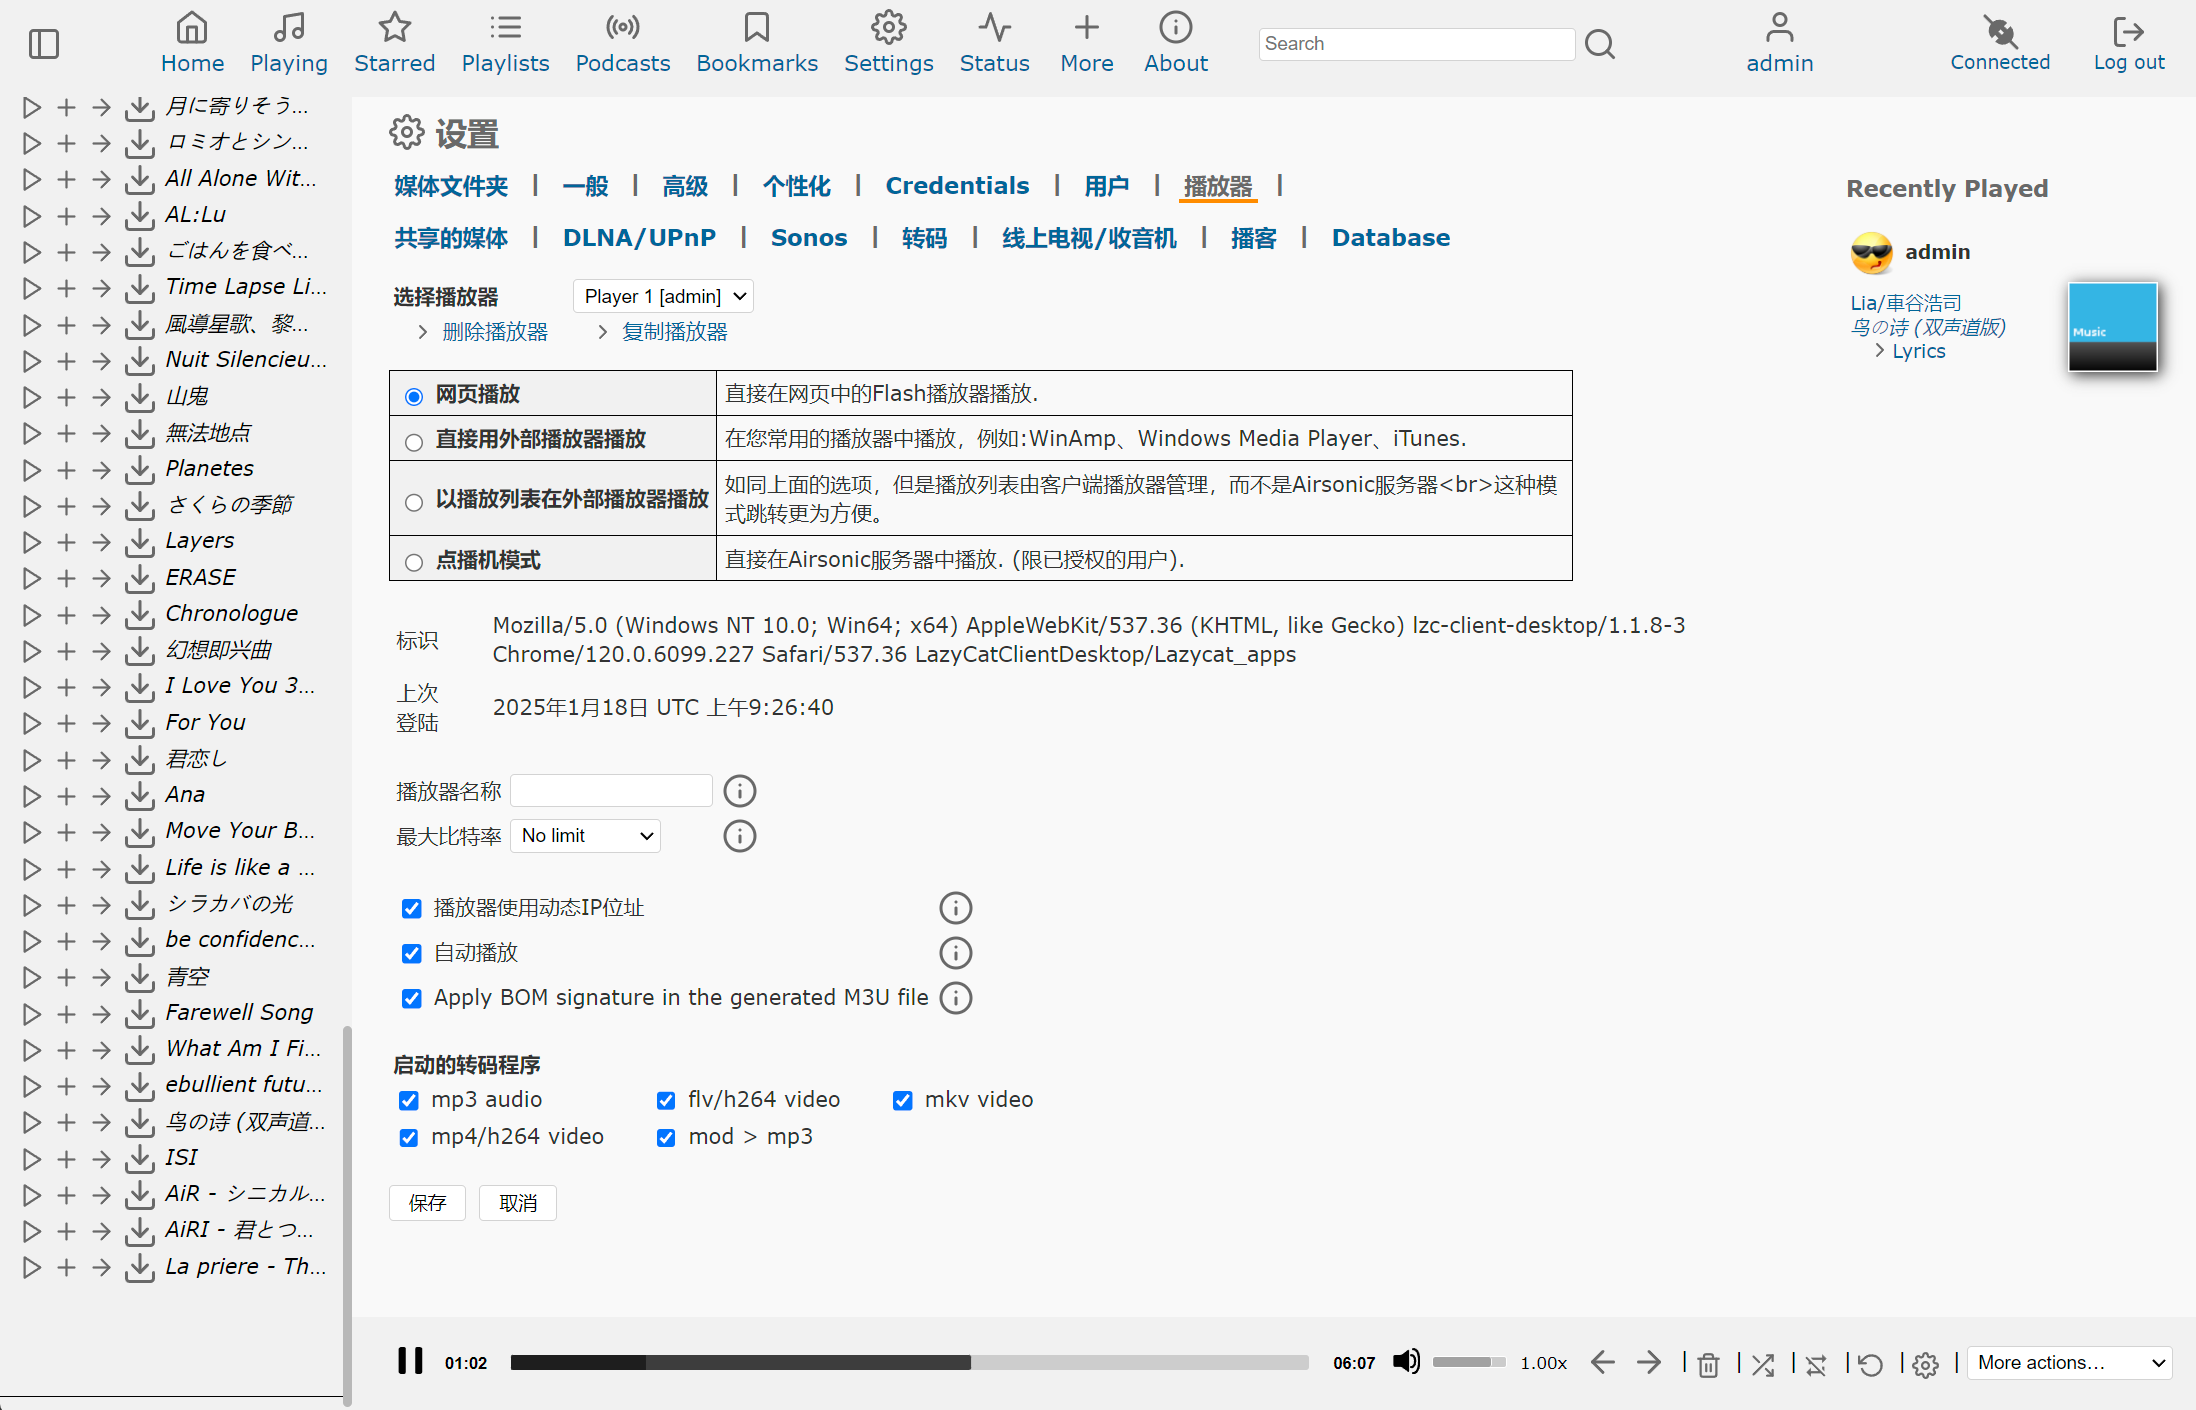 Home
Playing
Starred
Playlists
Podcasts
Bookmarks
Settings
Status
More
About
Search
admin
Connected
Log out
月に寄りそう...
ロミオとシン...
All Alone Wit...
AL:Lu
ごはんを食べ...
Time Lapse Li...
風導星歌、黎...
Nuit Silencieu...
山鬼
無法地点
Planetes
さくらの季節
Layers
ERASE
Chronologue
幻想即兴曲
I Love You 3...
For You
君恋し
Ana
Move Your B...
Life is like a ...
シラカバの光
be confidenc...
青空
Farewell Song
What Am I Fi...
ebullient futu...
鸟の诗 (双声道...
ISI
AiR - シニカル...
AiRI - 君とつ...
La priere - Th...
设置
媒体文件夹 | 一般 | 高级 | 个性化 | Credentials | 用户 | 播放器 |
共享的媒体 | DLNA/UPnP | Sonos | 转码 | 线上电视/收音机 | 播客 | Database
选择播放器 Player 1 [admin]
删除播放器 复制播放器
网页播放 直接在网页中的Flash播放器播放.
直接用外部播放器播放 在您常用的播放器中播放，例如:WinAmp、Windows Media Player、iTunes.
以播放列表在外部播放器播放 如同上面的选项，但是播放列表由客户端播放器管理，而不是Airsonic服务器<br>这种模
式跳转更为方便。
点播机模式 直接在Airsonic服务器中播放. (限已授权的用户).
标识 Mozilla/5.0 (Windows NT 10.0; Win64; x64) AppleWebKit/537.36 (KHTML, like Gecko) lzc-client-desktop/1.1.8-3
Chrome/120.0.6099.227 Safari/537.36 LazyCatClientDesktop/Lazycat_apps
上次
登陆 2025年1月18日 UTC 上午9:26:40
播放器名称
最大比特率 No limit
播放器使用动态IP位址
自动播放
Apply BOM signature in the generated M3U file
启动的转码程序
mp3 audio flv/h264 video mkv video
mp4/h264 video mod > mp3
保存 取消
Recently Played
admin
Lia/車谷浩司
鸟の诗 (双声道版)
Lyrics
Music
01:02 06:07 1.00x | | | | | | More actions...